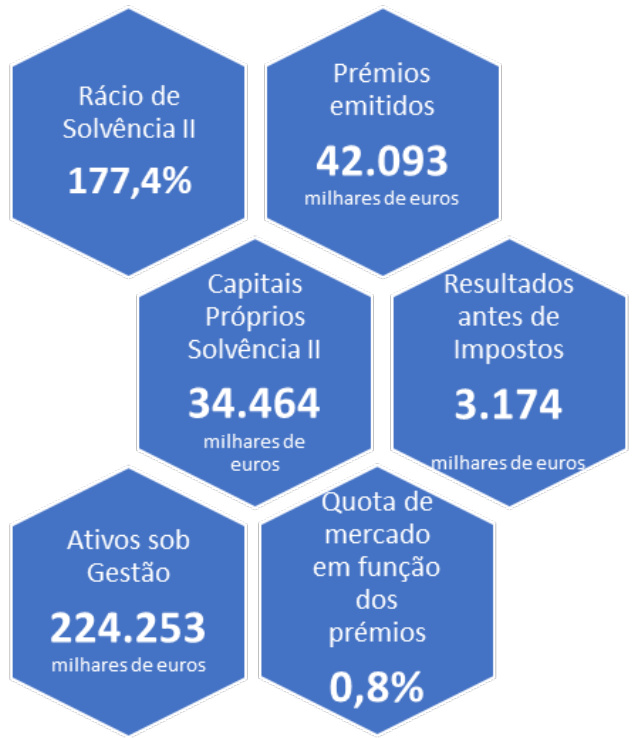 Rácio de
Solvência II
177,4%
Prémios
emitidos
42.093
milhares de euros
Capitais
Próprios
Solvência II
34.464
milhares de
euros
Resultados
antes de
Impostos
3.174
milhares de euros
Ativos sob
Gestão
224.253
milhares de euros
Quota de
mercado
em função
dos
prémios
0,8%